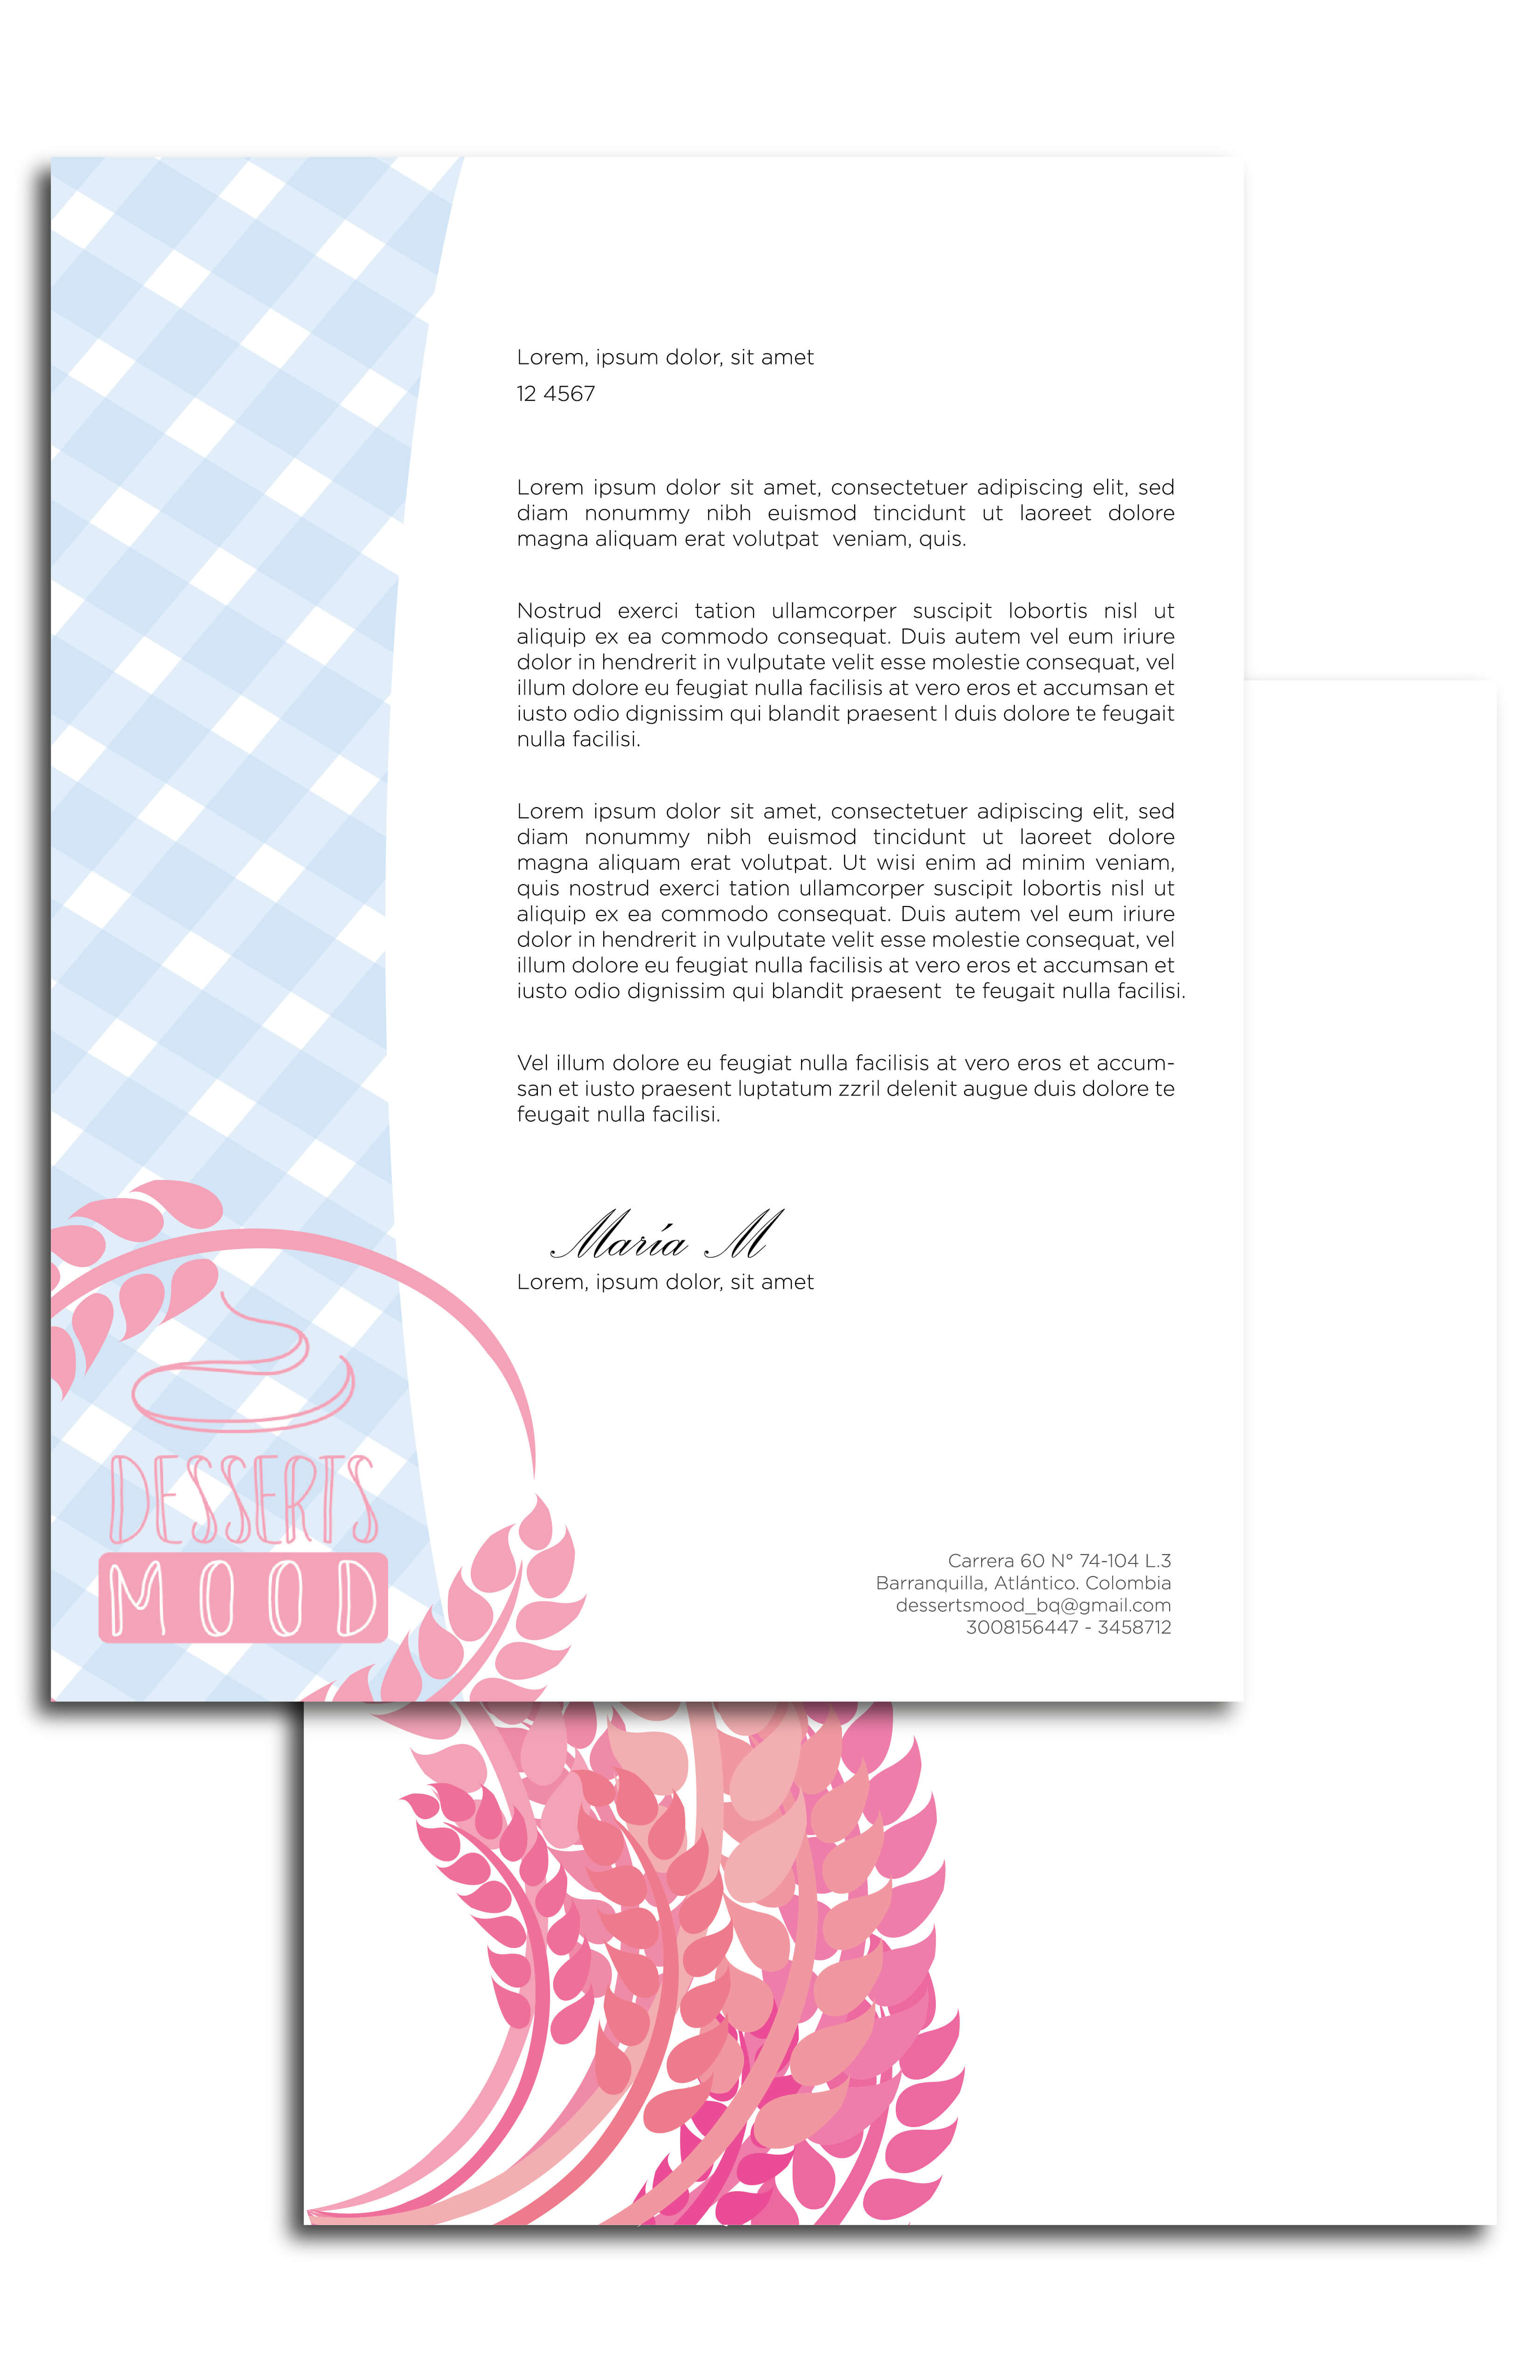 Lorem, ipsum dolor, sit amet
12 4567
Lorem ipsum dolor sit amet, consectetuer adipiscing elit, sed
diam nonummy nibh euismod tincidunt ut laoreet dolore
magna aliquam erat volutpat  veniam, quis.
Nostrud exerci tation ullamcorper suscipit lobortis nisl ut
aliquip ex ea commodo consequat. Duis autem vel eum iriure
dolor in hendrerit in vulputate velit esse molestie consequat, vel
illum dolore eu feugiat nulla facilisis at vero eros et accumsan et
iusto odio dignissim qui blandit praesent l duis dolore te feugait
nulla facilisi.
Lorem ipsum dolor sit amet, consectetuer adipiscing elit, sed
diam nonummy nibh euismod tincidunt ut laoreet dolore
magna aliquam erat volutpat. Ut wisi enim ad minim veniam,
quis nostrud exerci tation ullamcorper suscipit lobortis nisl ut
aliquip ex ea commodo consequat. Duis autem vel eum iriure
dolor in hendrerit in vulputate velit esse molestie consequat, vel
illum dolore eu feugiat nulla facilisis at vero eros et accumsan et
iusto odio dignissim qui blandit praesent  te feugait nulla facilisi.
Vel illum dolore eu feugiat nulla facilisis at vero eros et accum-
san et iusto praesent luptatum zzril delenit augue duis dolore te
feugait nulla facilisi.
María M
Lorem, ipsum dolor, sit amet
DESSERTS
MOOD
Carrera 60 N° 74-104 L.3
Barranquilla, Atlántico. Colombia
dessertsmood_bq@gmail.com
3008156447 - 3458712